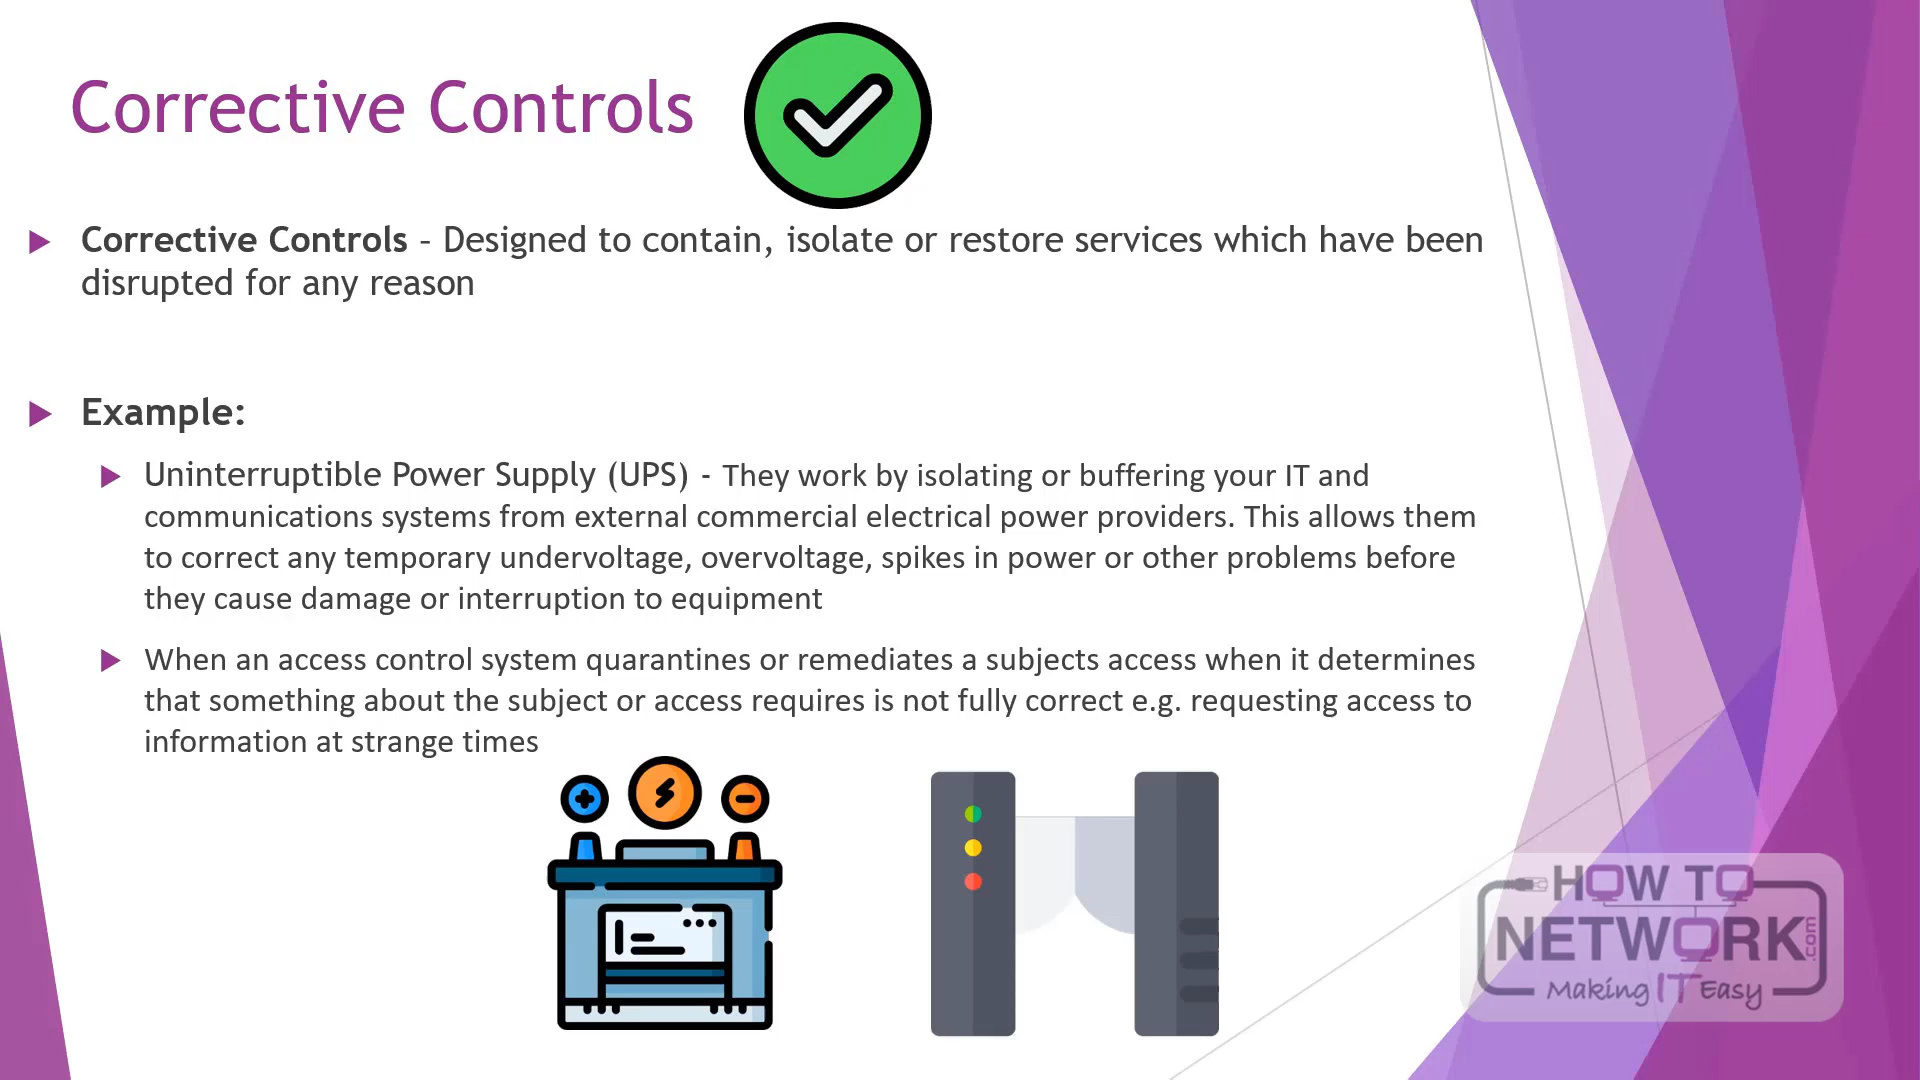 Corrective Controls
Corrective Controls – Designed to contain, isolate or restore services which have been
disrupted for any reason
Example:
Uninterruptible Power Supply (UPS) - They work by isolating or buffering your IT and
communications systems from external commercial electrical power providers. This allows them
to correct any temporary undervoltage, overvoltage, spikes in power or other problems before
they cause damage or interruption to equipment
When an access control system quarantines or remediates a subjects access when it determines
that something about the subject or access requires is not fully correct e.g. requesting access to
information at strange times
HOW TO
NETWORK.com
Making IT Easy